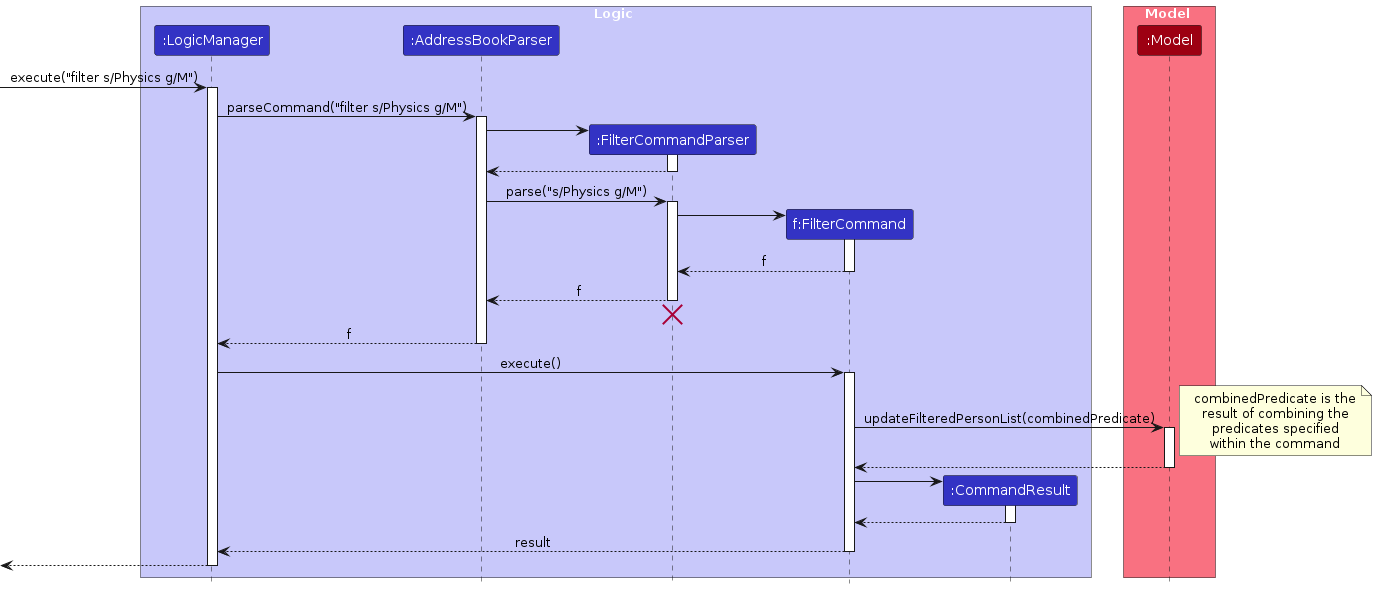 Logic
Model
:LogicManager
:AddressBookParser
:Model
execute("filter s/Physics g/M")
parseCommand("filter s/Physics g/M")
:FilterCommandParser
parse("s/Physics g/M")
f:FilterCommand
f
f
f
execute()
combinedPredicate is the
result of combining the
predicates specified
within the command
updateFilteredPersonList(combinedPredicate)
:CommandResult
result